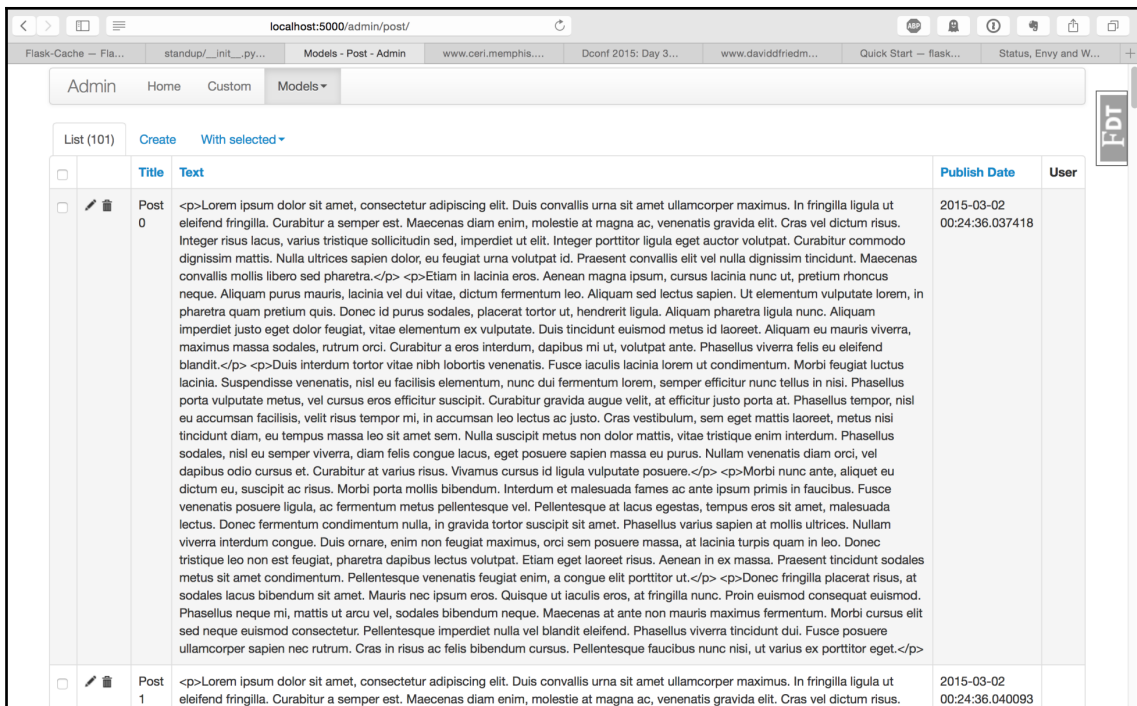 localhost:5000/admin/post/
ABP
Flask-Cache — Fla...
standup/__init__.py...
Models - Post - Admin
www.ceri.memphis....
Dconf 2015: Day 3...
www.daviddfriedm...
Quick Start — flask...
Status, Envy and W...
Admin Home Custom Models
FDT
List (101) Create With selected
Title Text Publish Date User
Post <p>Lorem ipsum dolor sit amet, consectetur adipiscing elit. Duis convallis urna sit amet ullamcorper maximus. In fringilla ligula ut 2015-03-02
0 eleifend fringilla. Curabitur a semper est. Maecenas diam enim, molestie at magna ac, venenatis gravida elit. Cras vel dictum risus. 00:24:36.037418
Integer risus lacus, varius tristique sollicitudin sed, imperdiet ut elit. Integer porttitor ligula eget auctor volutpat. Curabitur commodo
dignissim mattis. Nulla ultrices sapien dolor, eu feugiat urna volutpat id. Praesent convallis elit vel nulla dignissim tincidunt. Maecenas
convallis mollis libero sed pharetra.</p> <p>Etiam in lacinia eros. Aenean magna ipsum, cursus lacinia nunc ut, pretium rhoncus
neque. Aliquam purus mauris, lacinia vel dui vitae, dictum fermentum leo. Aliquam sed lectus sapien. Ut elementum vulputate lorem, in
pharetra quam pretium quis. Donec id purus sodales, placerat tortor ut, hendrerit ligula. Aliquam pharetra ligula nunc. Aliquam
imperdiet justo eget dolor feugiat, vitae elementum ex vulputate. Duis tincidunt euismod metus id laoreet. Aliquam eu mauris viverra,
maximus massa sodales, rutrum orci. Curabitur a eros interdum, dapibus mi ut, volutpat ante. Phasellus viverra felis eu eleifend
blandit.</p> <p>Duis interdum tortor vitae nibh lobortis venenatis. Fusce iaculis lacinia lorem ut condimentum. Morbi feugiat luctus
lacinia. Suspendisse venenatis, nisl eu facilisis elementum, nunc dui fermentum lorem, semper efficitur nunc tellus in nisi. Phasellus
porta vulputate metus, vel cursus eros efficitur suscipit. Curabitur gravida augue velit, at efficitur justo porta at. Phasellus tempor, nisl
eu accumsan facilisis, velit risus tempor mi, in accumsan leo lectus ac justo. Cras vestibulum, sem eget mattis laoreet, metus nisi
tincidunt diam, eu tempus massa leo sit amet sem. Nulla suscipit metus non dolor mattis, vitae tristique enim interdum. Phasellus
sodales, nisl eu semper viverra, diam felis congue lacus, eget posuere sapien massa eu purus. Nullam venenatis diam orci, vel
dapibus odio cursus et. Curabitur at varius risus. Vivamus cursus id ligula vulputate posuere.</p> <p>Morbi nunc ante, aliquet eu
dictum eu, suscipit ac risus. Morbi porta mollis bibendum. Interdum et malesuada fames ac ante ipsum primis in faucibus. Fusce
venenatis posuere ligula, ac fermentum metus pellentesque vel. Pellentesque at lacus egestas, tempus eros sit amet, malesuada
lectus. Donec fermentum condimentum nulla, in gravida tortor suscipit sit amet. Phasellus varius sapien at mollis ultrices. Nullam
viverra interdum congue. Duis ornare, enim non feugiat maximus, orci sem posuere massa, at lacinia turpis quam in leo. Donec
tristique leo non est feugiat, pharetra dapibus lectus volutpat. Etiam eget laoreet risus. Aenean in ex massa. Praesent tincidunt sodales
metus sit amet condimentum. Pellentesque venenatis feugiat enim, a congue elit porttitor ut.</p> <p>Donec fringilla placerat risus, at
sodales lacus bibendum sit amet. Mauris nec ipsum eros. Quisque ut iaculis eros, at fringilla nunc. Proin euismod consequat euismod.
Phasellus neque mi, mattis ut arcu vel, sodales bibendum neque. Maecenas at ante non mauris maximus fermentum. Morbi cursus elit
sed neque euismod consectetur. Pellentesque imperdiet nulla vel blandit eleifend. Phasellus viverra tincidunt dui. Fusce posuere
ullamcorper sapien nec rutrum. Cras in risus ac felis bibendum cursus. Pellentesque faucibus nunc nisi, ut varius ex porttitor eget.</p>
Post <p>Lorem ipsum dolor sit amet, consectetur adipiscing elit. Duis convallis urna sit amet ullamcorper maximus. In fringilla ligula ut 2015-03-02
1 eleifend fringilla. Curabitur a semper est. Maecenas diam enim, molestie at magna ac, venenatis gravida elit. Cras vel dictum risus. 00:24:36.040093